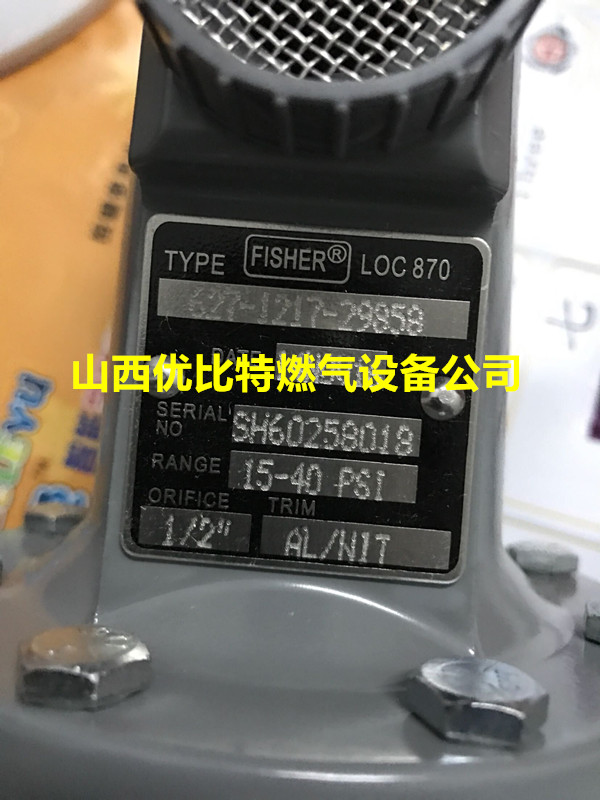 TYPE FISHER® LOC 870
627-1217-29858
DATE
山西优比特燃气设备公司
SERIAL NO SH60258018
RANGE 15-40 PSI
ORIFICE TRIM
1/2" AL/NIT